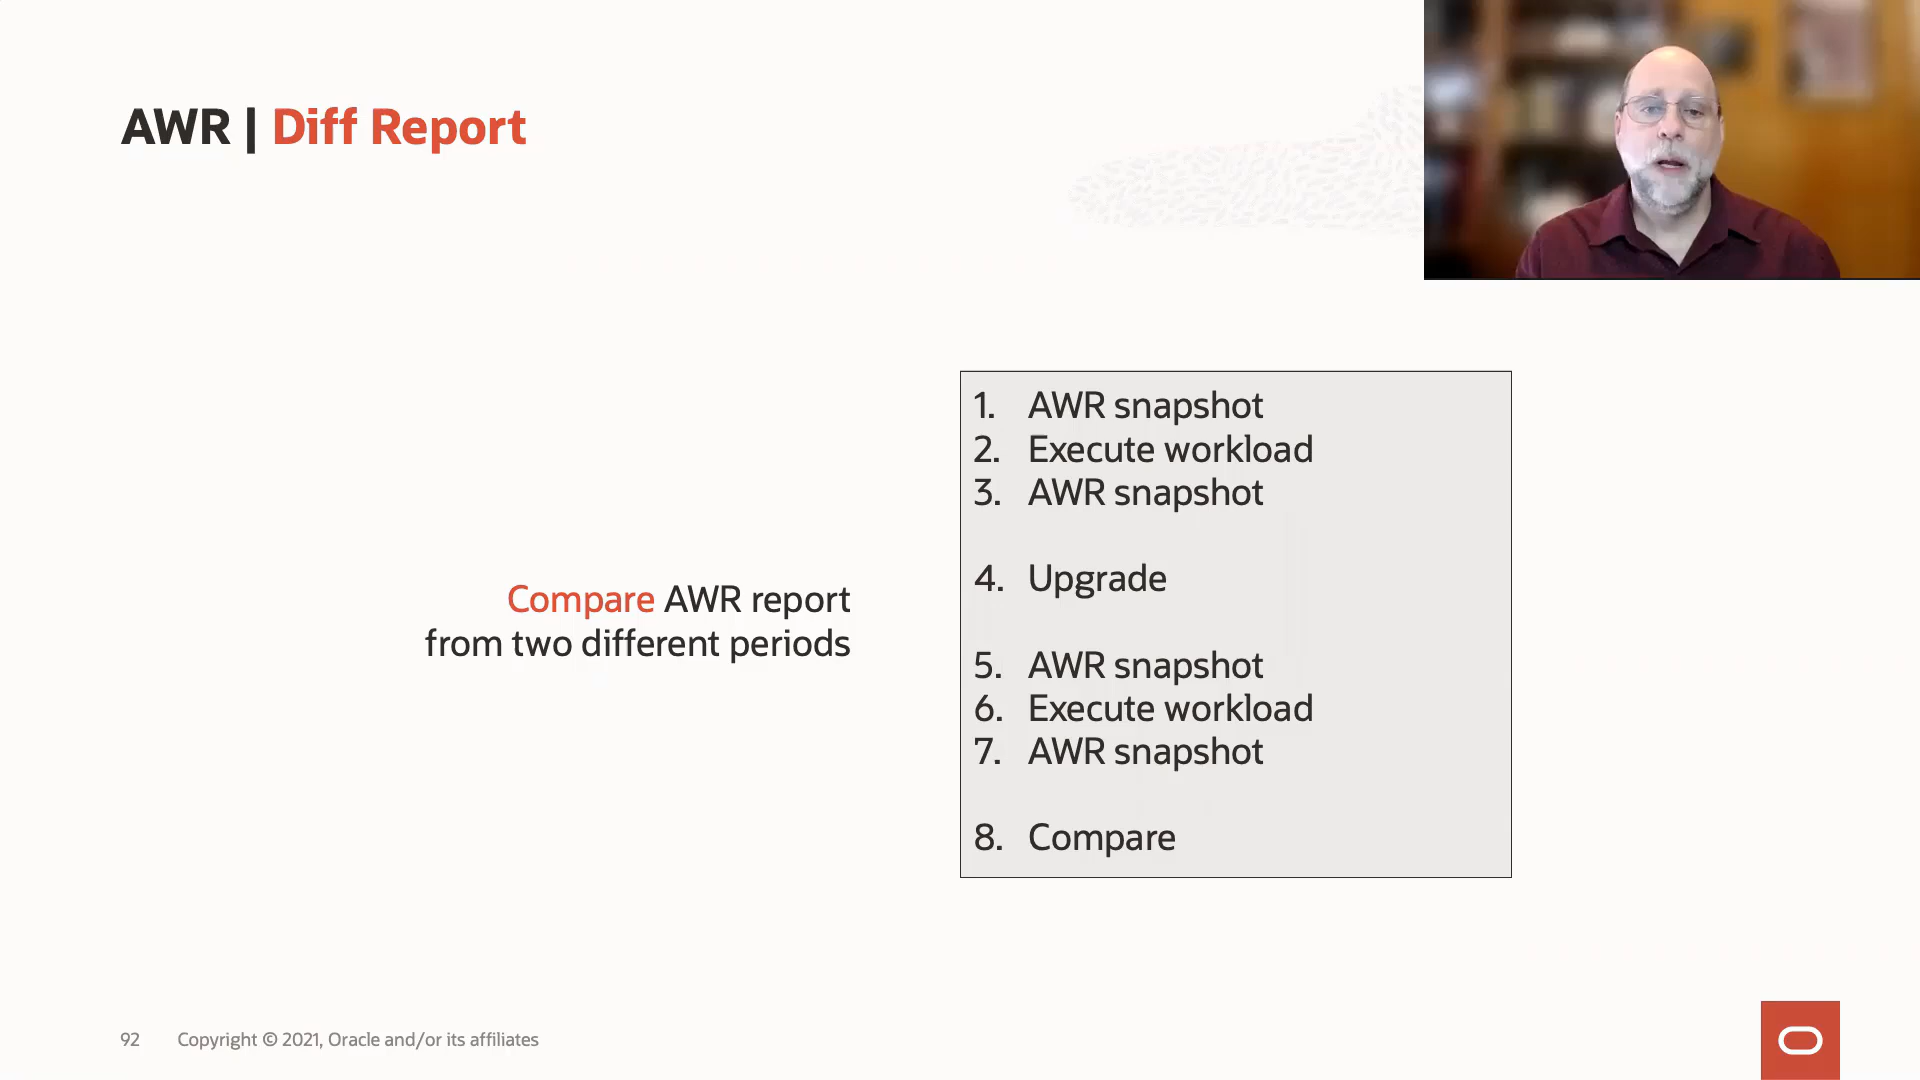 AWR | Diff Report
Compare AWR report
from two different periods
1. AWR snapshot
2. Execute workload
3. AWR snapshot
4. Upgrade
5. AWR snapshot
6. Execute workload
7. AWR snapshot
8. Compare
92 Copyright © 2021, Oracle and/or its affiliates